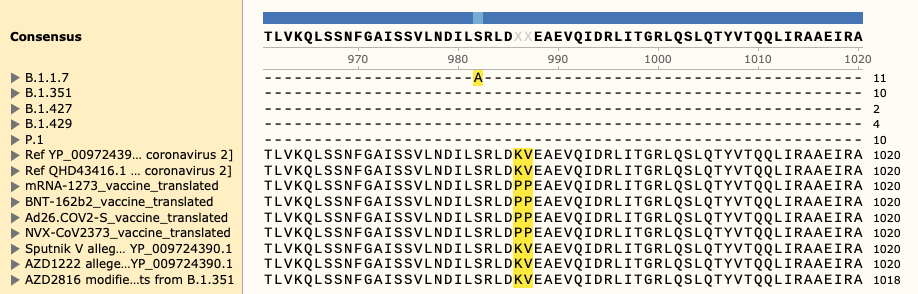 Consensus TLVKQLSSNFGAISSVLNDILSRLDXXEAEVQIDRLITGRLQSLQTYVTQQLIRAAEIRA
970 980 990 1000 1010 1020
B.1.1.7 ---------------------A-------------------------------------- 11
B.1.351 ------------------------------------------------------------ 10
B.1.427 ------------------------------------------------------------ 2
B.1.429 ------------------------------------------------------------ 4
P.1 ------------------------------------------------------------ 10
Ref YP_00972439... coronavirus 2] TLVKQLSSNFGAISSVLNDILSRLDKVEAEVQIDRLITGRLQSLQTYVTQQLIRAAEIRA 1020
Ref QHD43416.1 ... coronavirus 2] TLVKQLSSNFGAISSVLNDILSRLDKVEAEVQIDRLITGRLQSLQTYVTQQLIRAAEIRA 1020
mRNA-1273_vaccine_translated TLVKQLSSNFGAISSVLNDILSRLDPPEAEVQIDRLITGRLQSLQTYVTQQLIRAAEIRA 1020
BNT-162b2_vaccine_translated TLVKQLSSNFGAISSVLNDILSRLDPPEAEVQIDRLITGRLQSLQTYVTQQLIRAAEIRA 1020
Ad26.COV2-S_vaccine_translated TLVKQLSSNFGAISSVLNDILSRLDPPEAEVQIDRLITGRLQSLQTYVTQQLIRAAEIRA 1020
NVX-CoV2373_vaccine_translated TLVKQLSSNFGAISSVLNDILSRLDPPEAEVQIDRLITGRLQSLQTYVTQQLIRAAEIRA 1020
Sputnik V alleg... YP_009724390.1 TLVKQLSSNFGAISSVLNDILSRLDKVEAEVQIDRLITGRLQSLQTYVTQQLIRAAEIRA 1020
AZD1222 allege...YP_009724390.1 TLVKQLSSNFGAISSVLNDILSRLDKVEAEVQIDRLITGRLQSLQTYVTQQLIRAAEIRA 1020
AZD2816 modifie...ts from B.1.351 TLVKQLSSNFGAISSVLNDILSRLDKVEAEVQIDRLITGRLQSLQTYVTQQLIRAAEIRA 1018